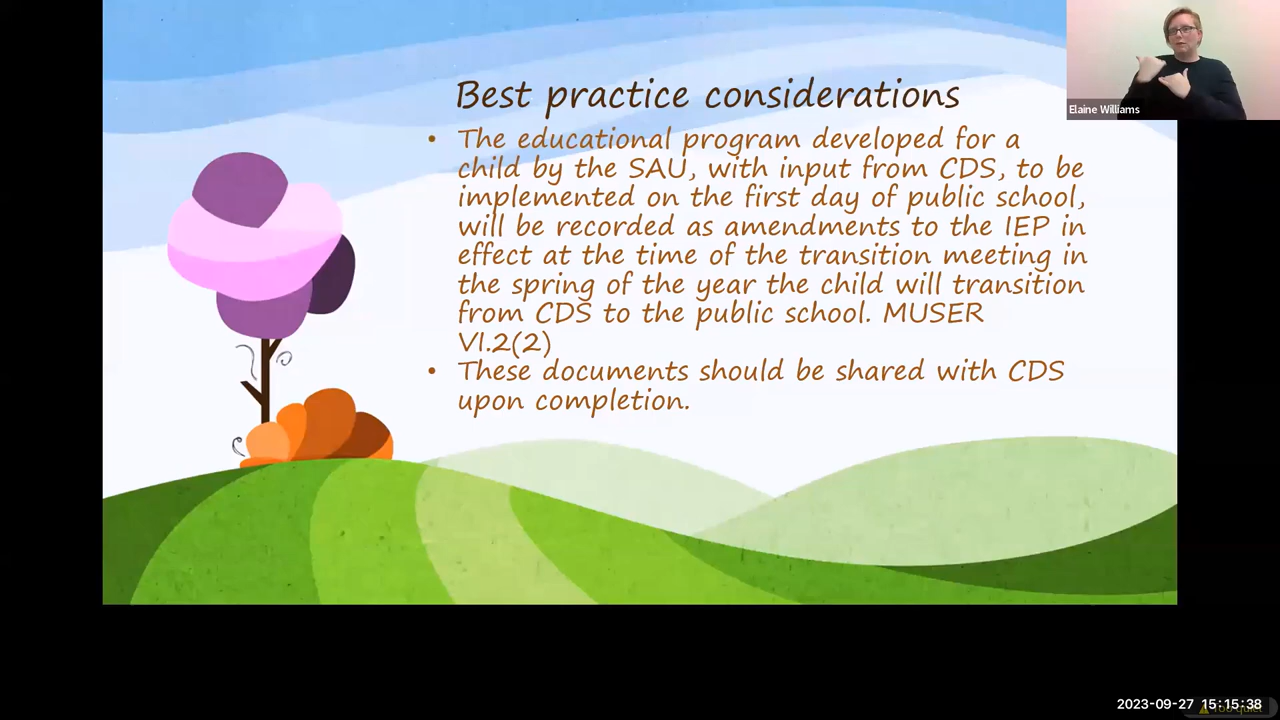 Best practice considerations
• The educational program developed for a
child by the SAU, with input from CDS, to be
implemented on the first day of public school,
will be recorded as amendments to the IEP in
effect at the time of the transition meeting in
the spring of the year the child will transition
from CDS to the public school. MUSER
VI.2(2)
• These documents should be shared with CDS
upon completion.
Elaine Williams
2023-09-27 15:15:38